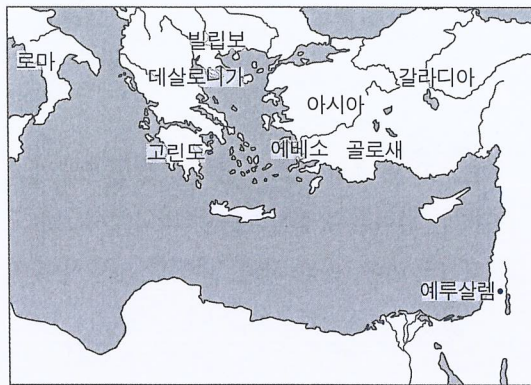 빌립보
로마
데살로니가
갈라디아
아시아
고린도
에베소
골로새
예루살렘